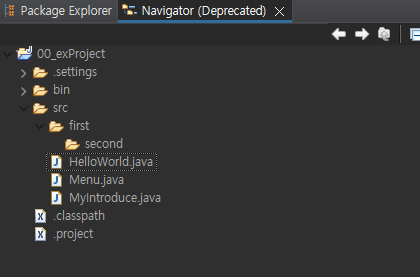 Package Explorer Navigator (Deprecated)
00_exProject
.settings
bin
src
first
second
HelloWorld.java
Menu.java
MyIntroduce.java
.classpath
.project